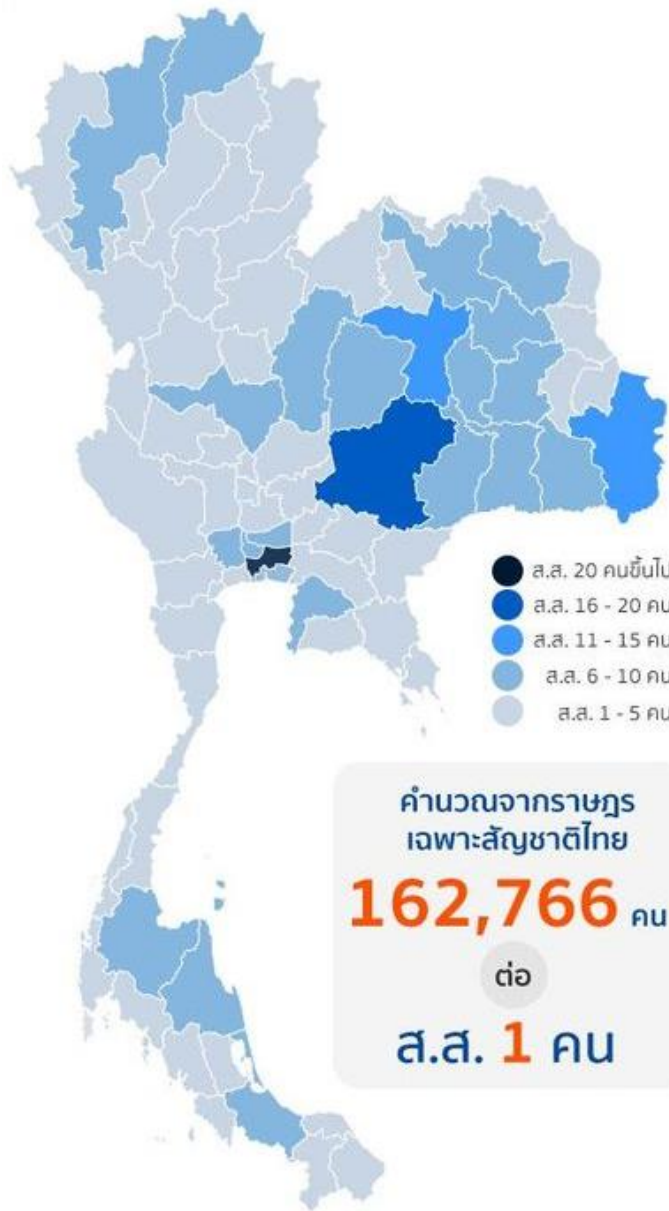 ส.ส. 20 คนขึ้นไป
ส.ส. 16 - 20 คน
ส.ส. 11 - 15 คน
ส.ส. 6 - 10 คน
ส.ส. 1 - 5 คน
คำนวณจากราษฎร
เฉพาะสัญชาติไทย
162,766 คน
ต่อ
ส.ส. 1 คน